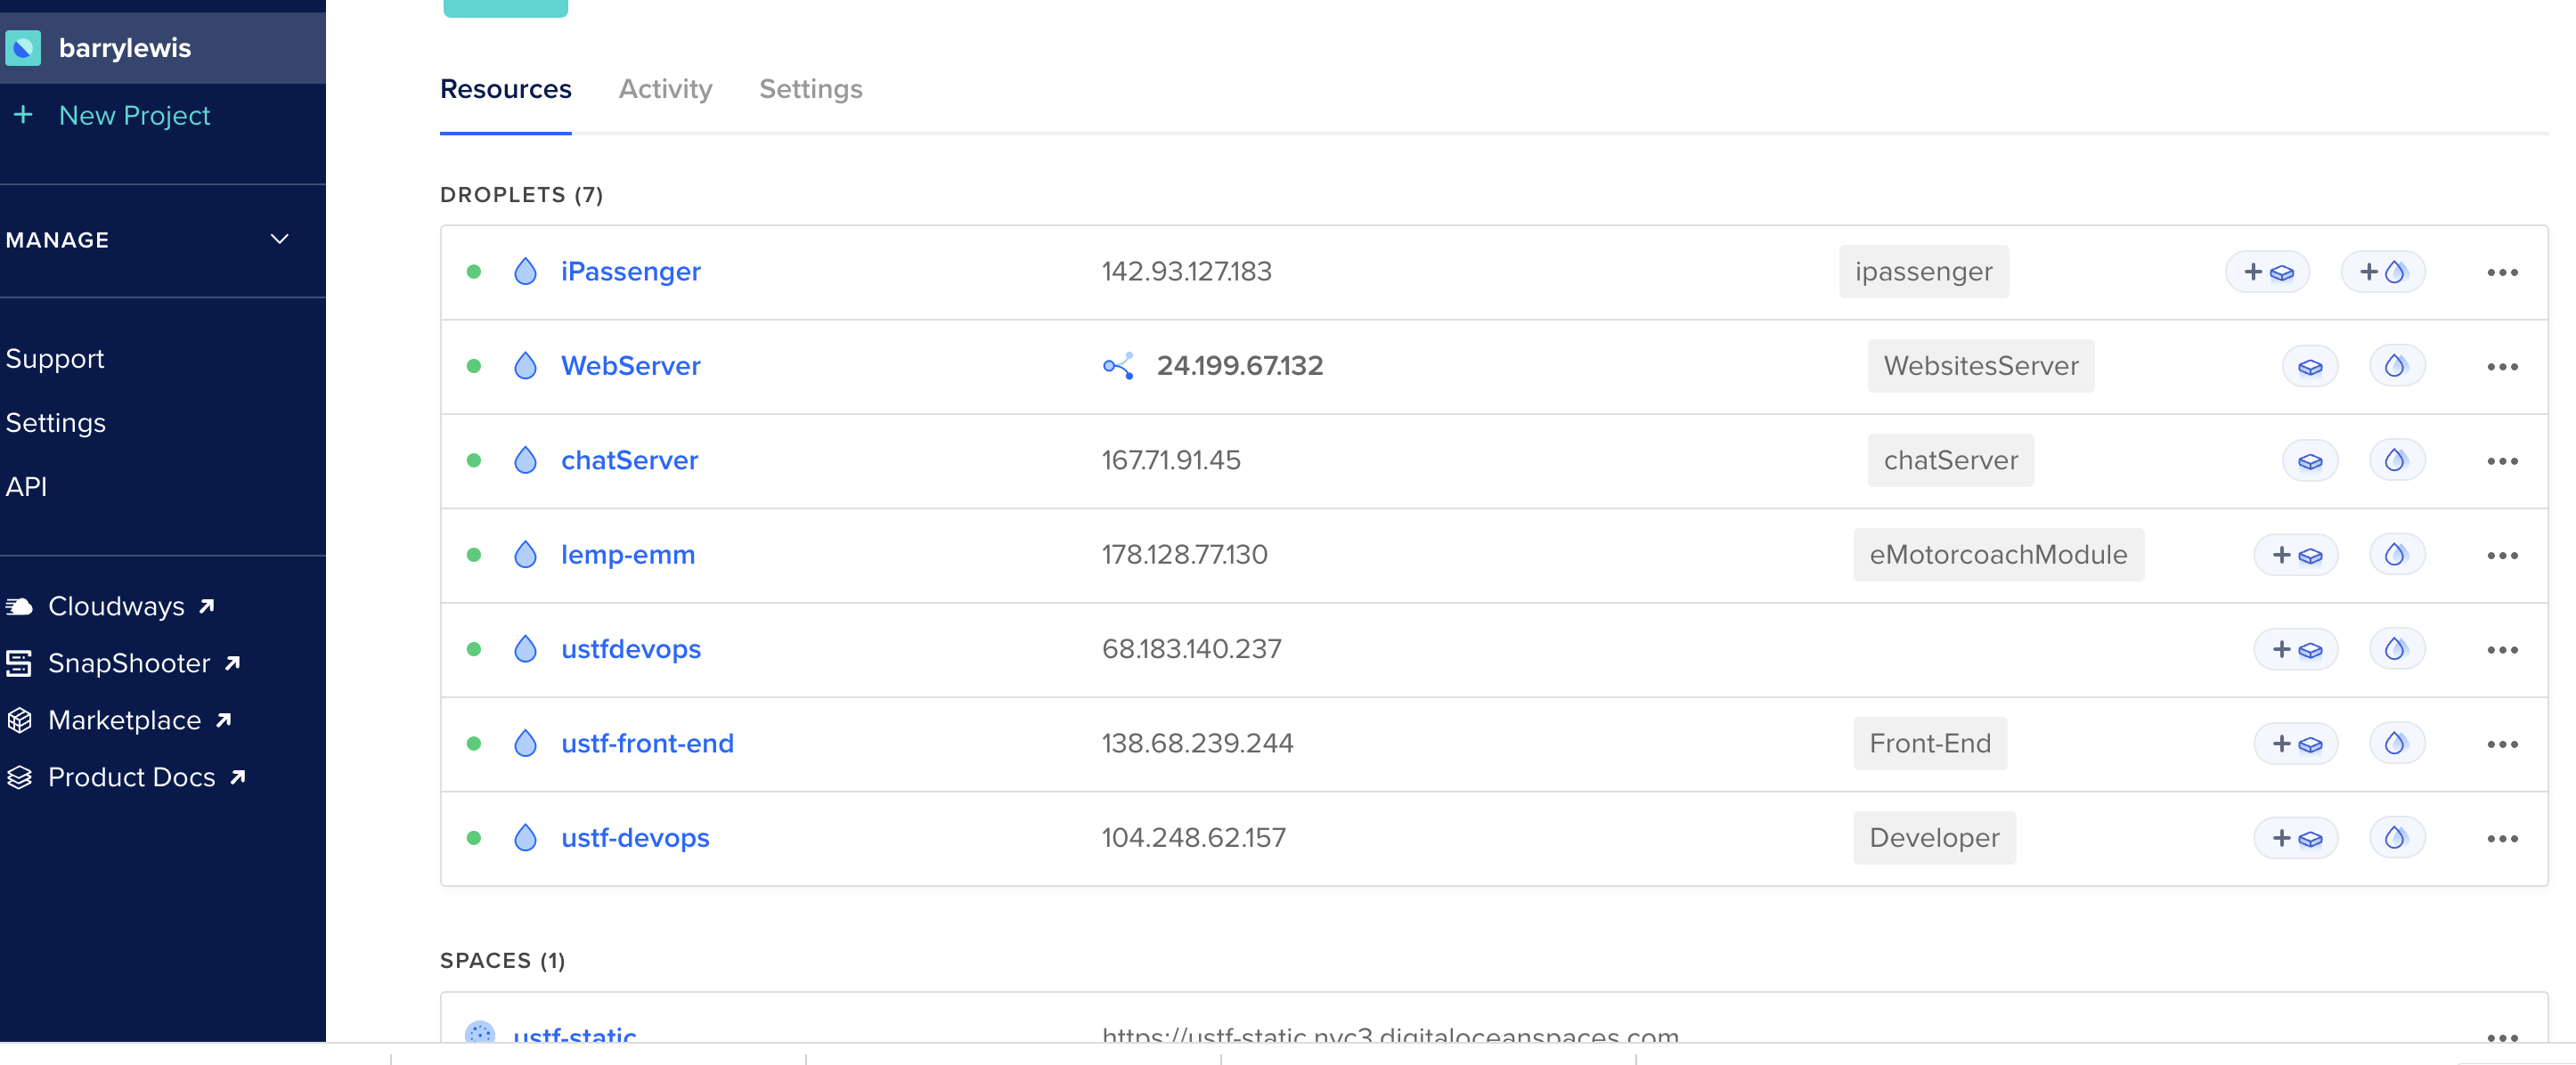 barrylewis
+ New Project
MANAGE
Support
Settings
API
Cloudways
SnapShooter
Marketplace
Product Docs
Resources Activity Settings
DROPLETS (7)
iPassenger 142.93.127.183 ipassenger
WebServer 24.199.67.132 WebsitesServer
chatServer 167.71.91.45 chatServer
lemp-emm 178.128.77.130 eMotorcoachModule
ustfdevops 68.183.140.237
ustf-front-end 138.68.239.244 Front-End
ustf-devops 104.248.62.157 Developer
SPACES (1)
ustf-static https://ustf-static.nyc3.digitaloceanspaces.com